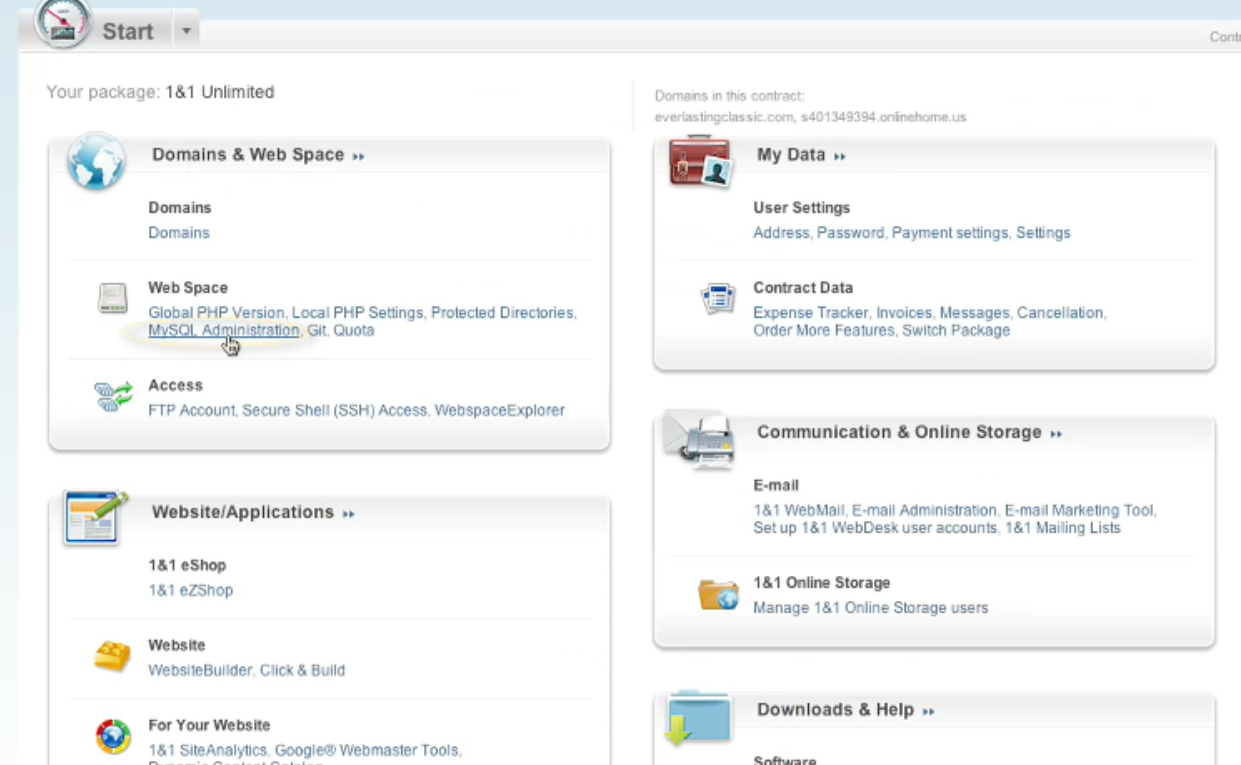 Start
Your package: 1&1 Unlimited
Domains in this contract:
everlastingclassic.com, s401349394.onlinehome.us
Domains & Web Space
Domains
Domains
Web Space
Global PHP Version, Local PHP Settings, Protected Directories,
MySQL Administration, Git, Quota
Access
FTP Account, Secure Shell (SSH) Access, WebspaceExplorer
Website/Applications
1&1 eShop
1&1 eZShop
Website
WebsiteBuilder, Click & Build
For Your Website
1&1 SiteAnalytics, Google® Webmaster Tools,
My Data
User Settings
Address, Password, Payment settings, Settings
Contract Data
Expense Tracker, Invoices, Messages, Cancellation,
Order More Features, Switch Package
Communication & Online Storage
E-mail
1&1 WebMail, E-mail Administration, E-mail Marketing Tool,
Set up 1&1 WebDesk user accounts, 1&1 Mailing Lists
1&1 Online Storage
Manage 1&1 Online Storage users
Downloads & Help
Software